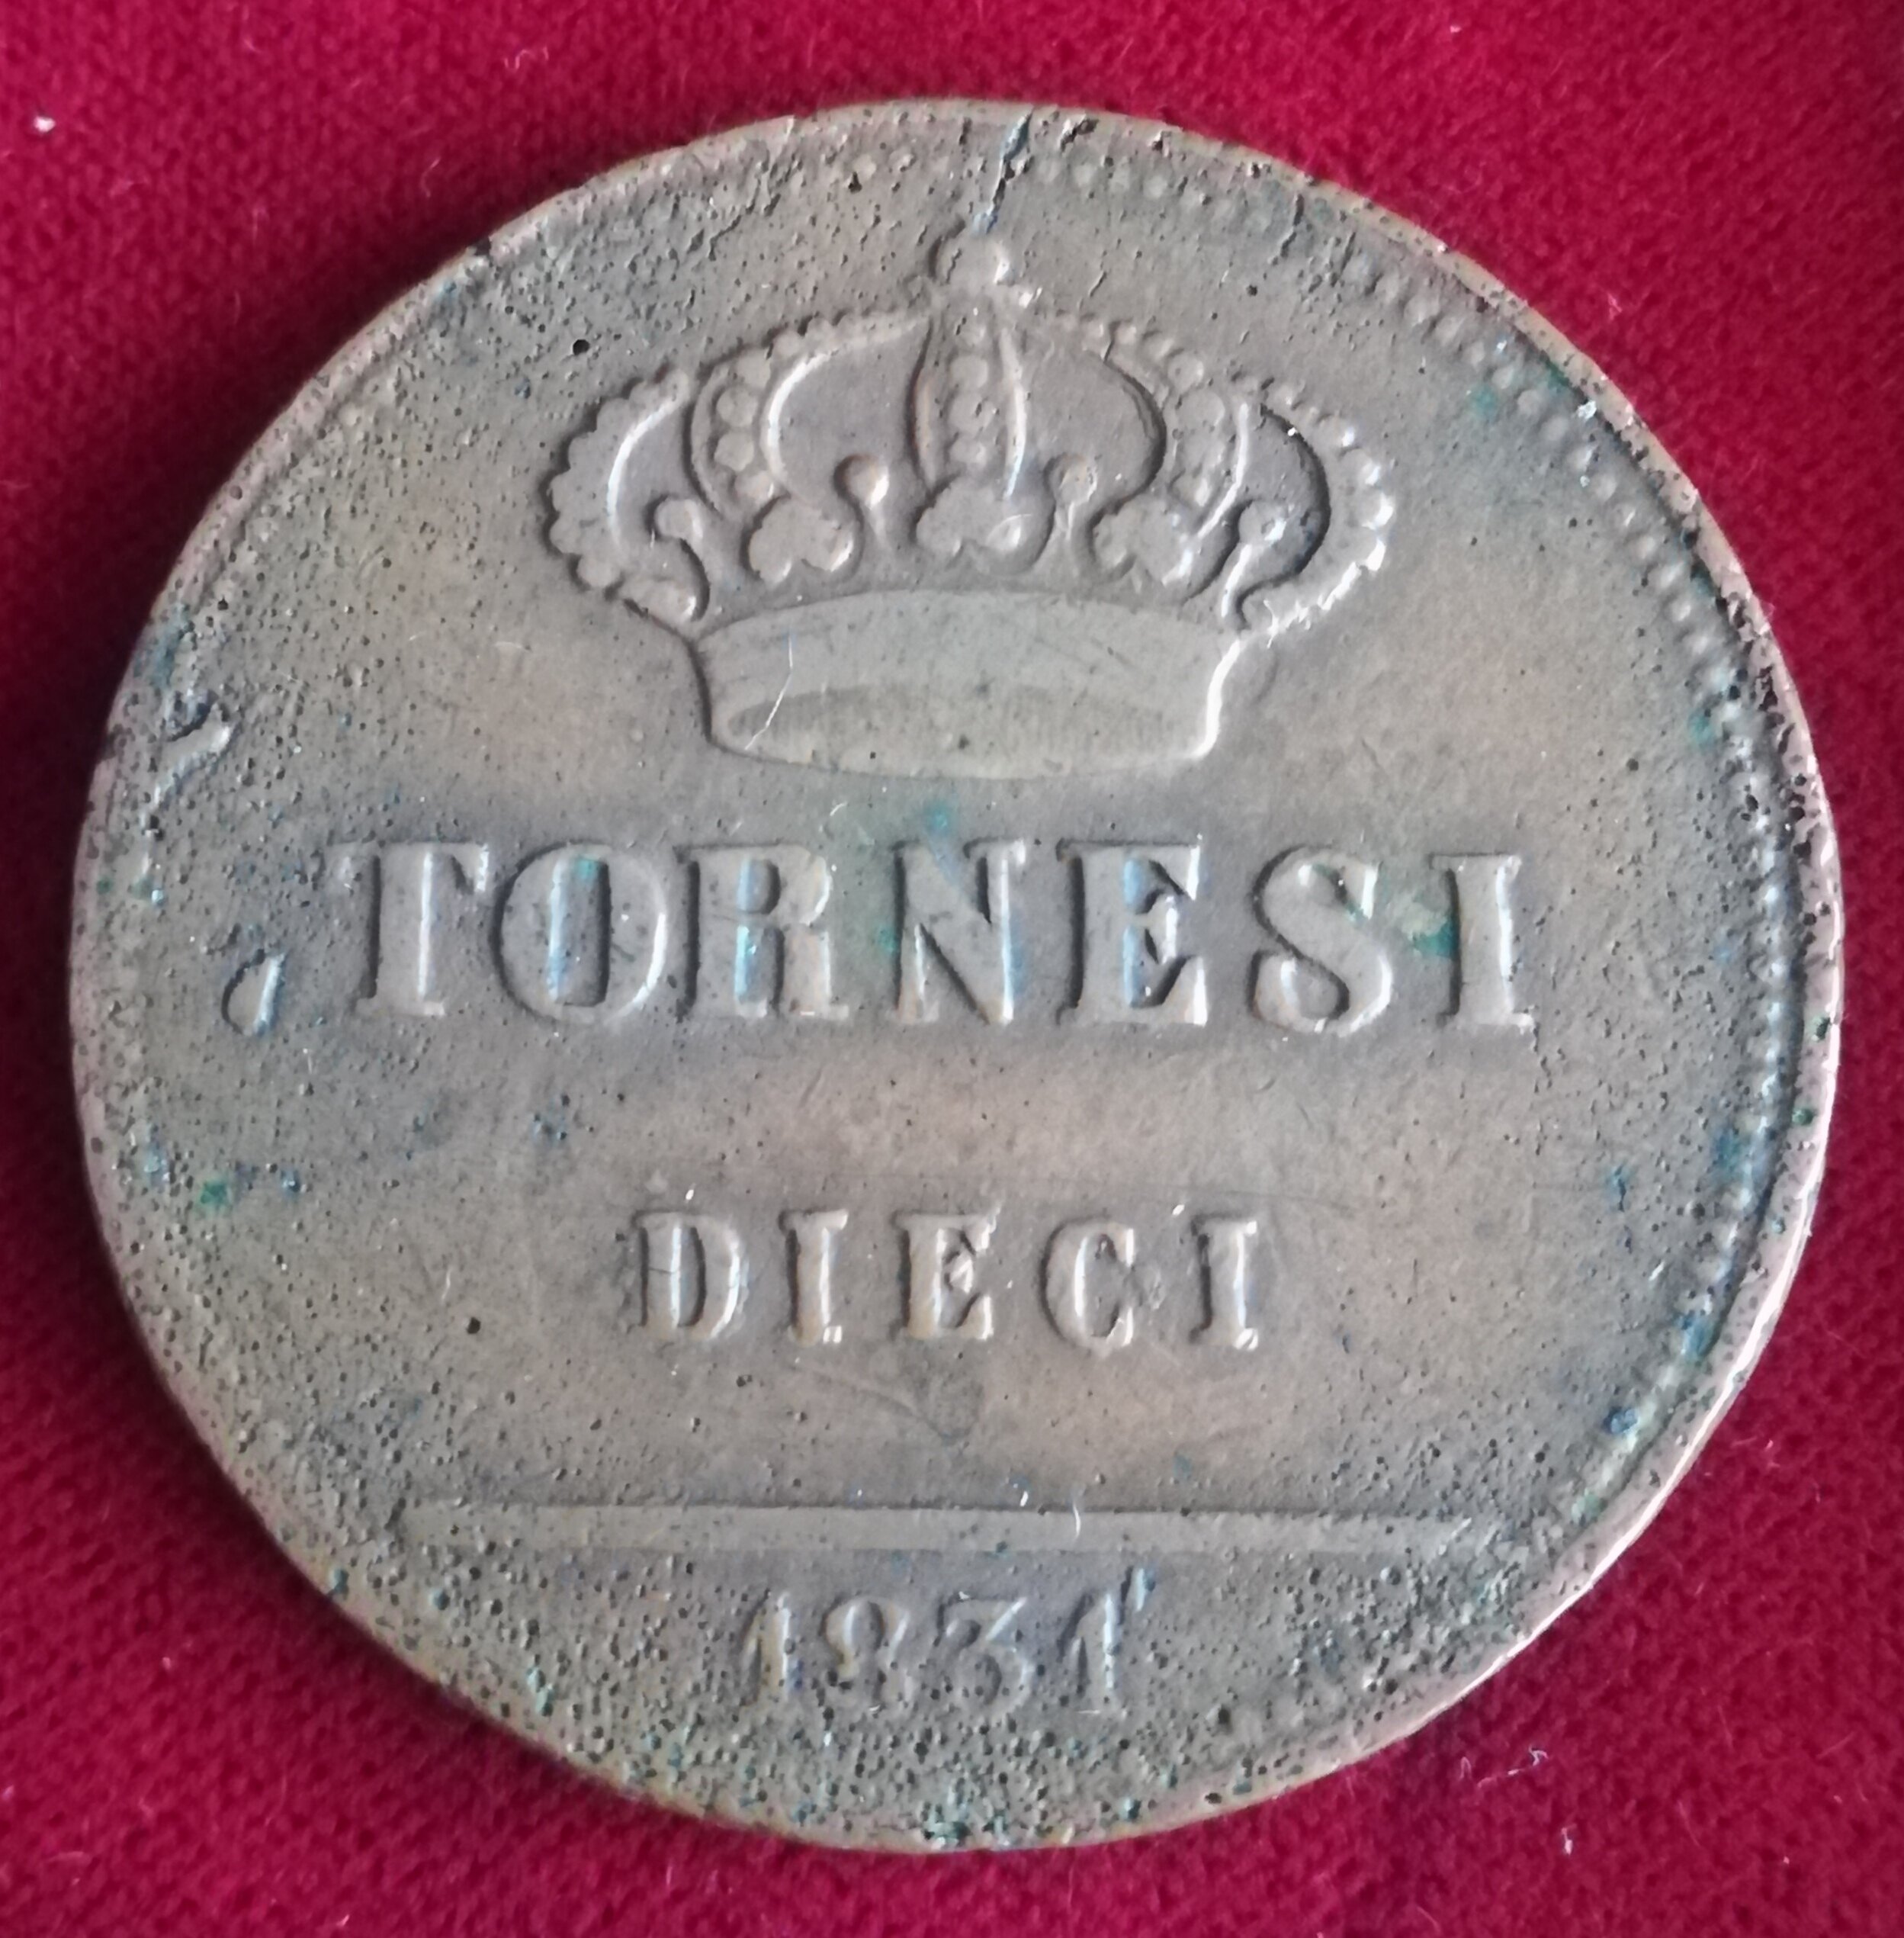 TORNESI
DIECI
1831